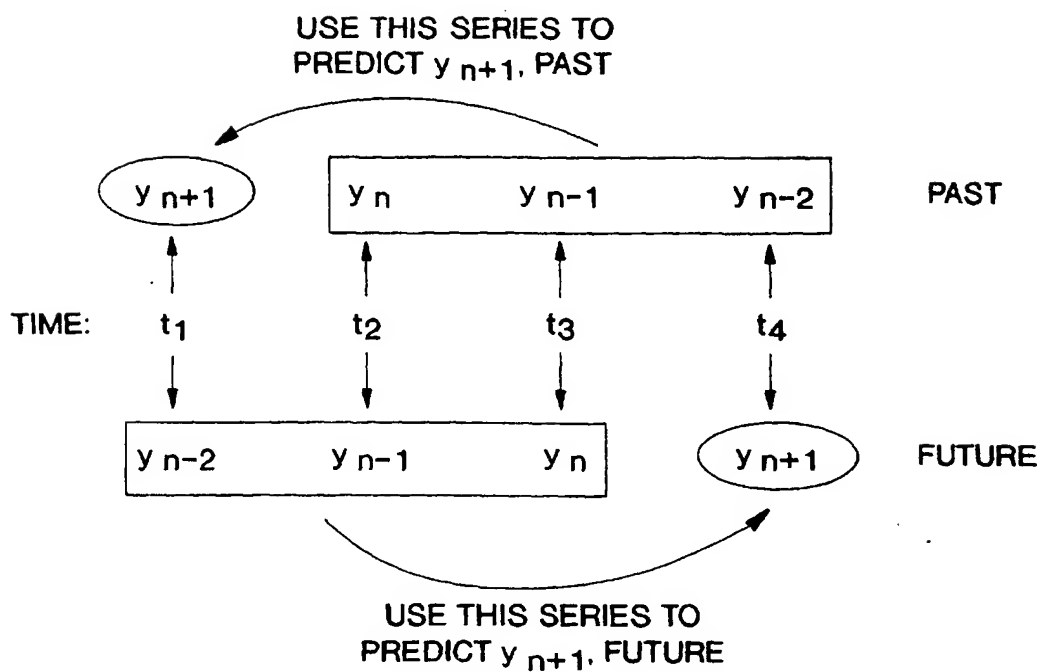 USE THIS SERIES TO
PREDICT y n+1, PAST
y n+1 y n y n-1 y n-2 PAST
TIME: t1 t2 t3 t4
y n-2 y n-1 y n y n+1 FUTURE
USE THIS SERIES TO
PREDICT y n+1, FUTURE